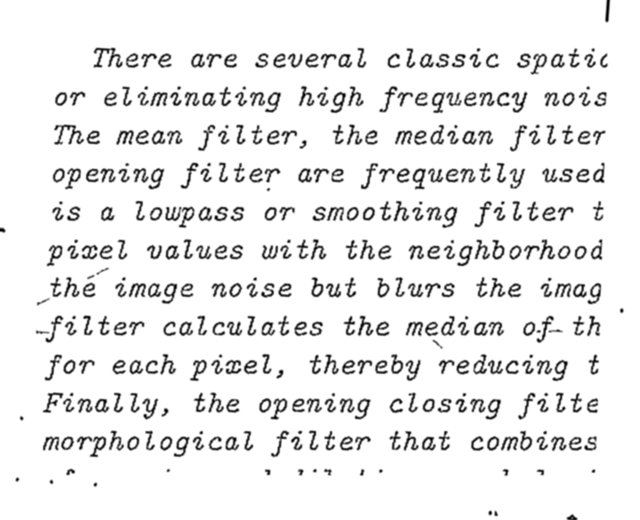 There are several classic spatic
or eliminating high frequency nois
The mean filter, the median filter
opening filter are frequently used
is a lowpass or smoothing filter t
pixel values with the neighborhood
the image noise but blurs the imag
filter calculates the median of th
for each pixel, thereby reducing t
Finally, the opening closing filte
morphological filter that combines